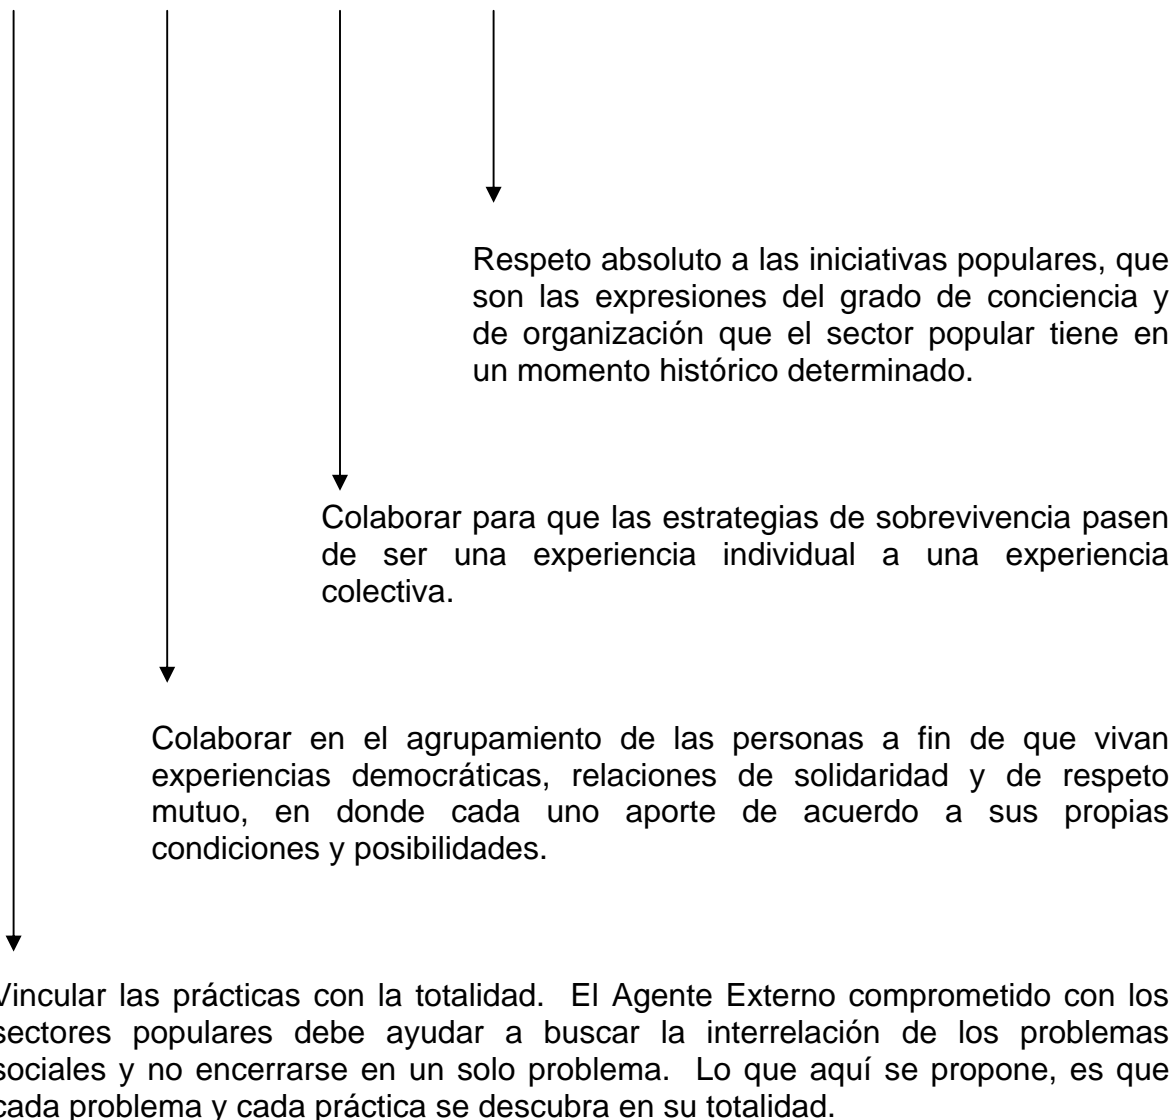 Respeto absoluto a las iniciativas populares, que
son las expresiones del grado de conciencia y
de organización que el sector popular tiene en
un momento histórico determinado.
Colaborar para que las estrategias de sobrevivencia pasen
de ser una experiencia individual a una experiencia
colectiva.
Colaborar en el agrupamiento de las personas a fin de que vivan
experiencias democráticas, relaciones de solidaridad y de respeto
mutuo, en donde cada uno aporte de acuerdo a sus propias
condiciones y posibilidades.
Vincular las prácticas con la totalidad. El Agente Externo comprometido con los
sectores populares debe ayudar a buscar la interrelación de los problemas
sociales y no encerrarse en un solo problema. Lo que aquí se propone, es que
cada problema y cada práctica se descubra en su totalidad.